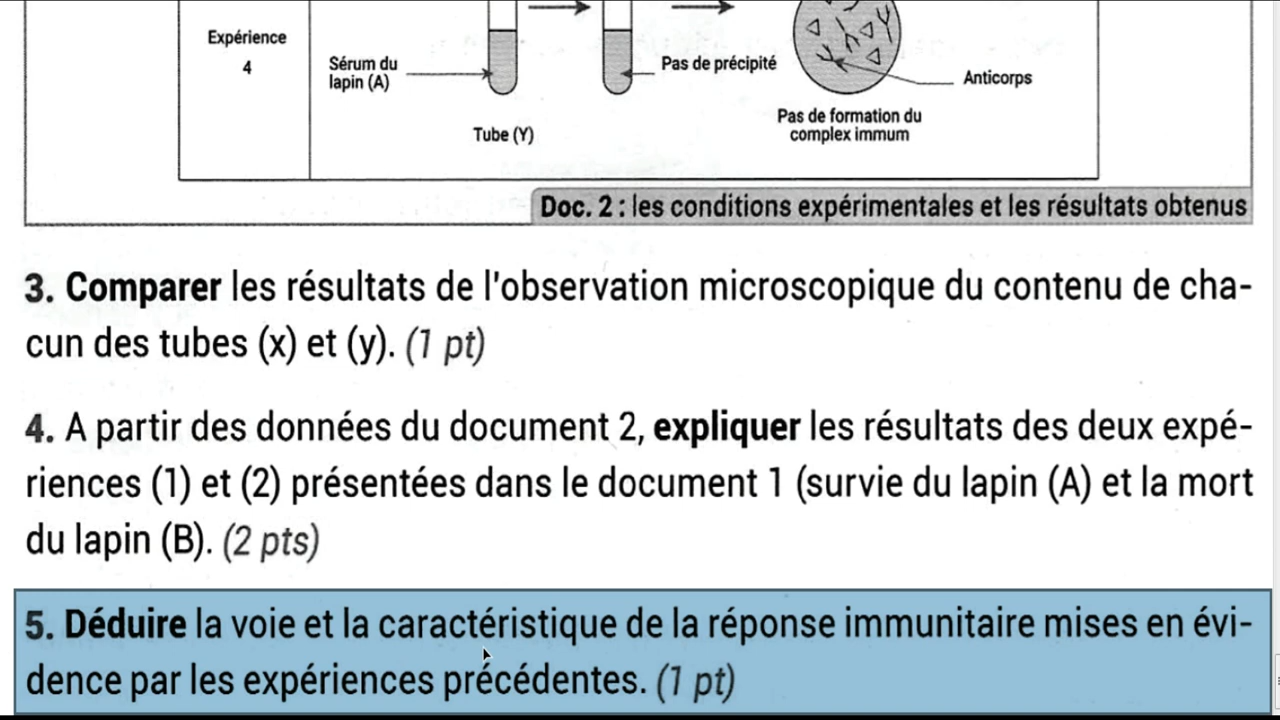 Expérience
4
Sérum du
lapin (A)
Pas de précipité
Anticorps
Pas de formation du
complex immum
Tube (Y)
Doc. 2 : les conditions expérimentales et les résultats obtenus
3. Comparer les résultats de l'observation microscopique du contenu de cha-
cun des tubes (x) et (y). (1 pt)
4. A partir des données du document 2, expliquer les résultats des deux expé-
riences (1) et (2) présentées dans le document 1 (survie du lapin (A) et la mort
du lapin (B). (2 pts)
5. Déduire la voie et la caractéristique de la réponse immunitaire mises en évi-
dence par les expériences précédentes. (1 pt)